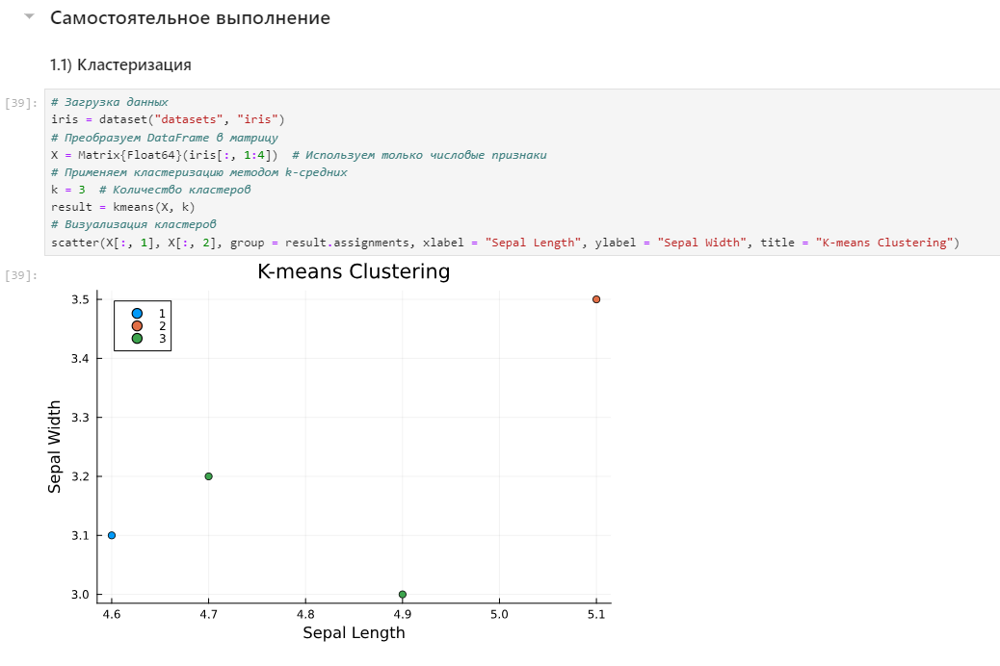 Самостоятельное выполнение
1.1) Кластеризация
[39]:
# Загрузка данных
iris = dataset("datasets", "iris")
# Преобразуем DataFrame в матрицу
X = Matrix{Float64}(iris[:, 1:4])  # Используем только числовые признаки
# Применяем кластеризацию методом k-средних
k = 3  # Количество кластеров
result = kmeans(X, k)
# Визуализация кластеров
scatter(X[:, 1], X[:, 2], group = result.assignments, xlabel = "Sepal Length", ylabel = "Sepal Width", title = "K-means Clustering")
[39]:
K-means Clustering
3.5
3.4
3.3
3.2
3.1
3.0
1
2
3
Sepal Width
4.6 4.7 4.8 4.9 5.0 5.1
Sepal Length